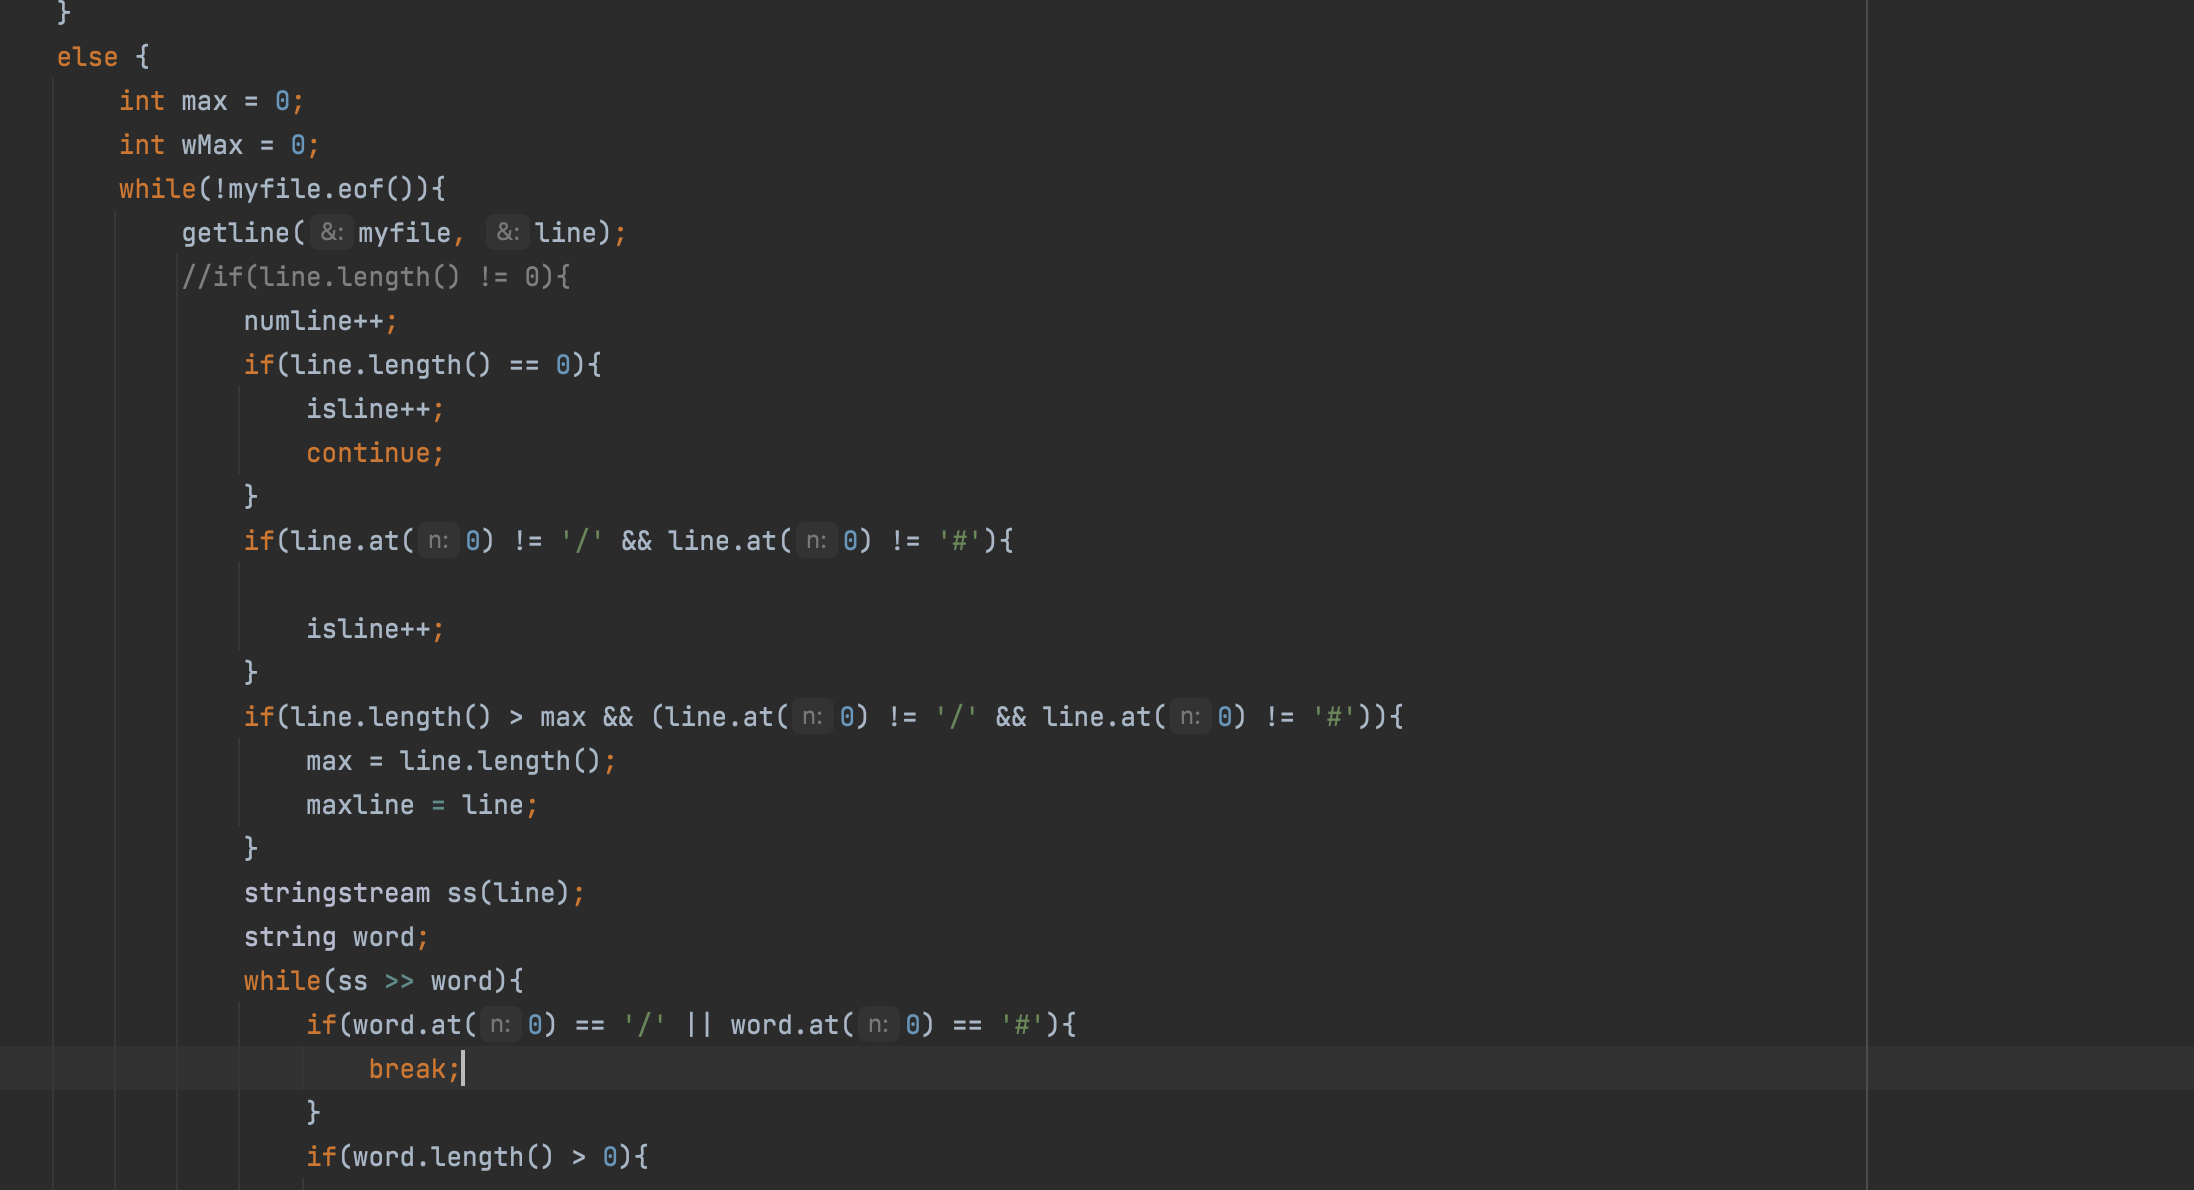 }
else {
int max = 0;
int wMax = 0;
while(!myfile.eof()){
getline( &: myfile, &: line);
//if(line.length() != 0){
numline++;
if(line.length() == 0){
isline++;
continue;
}
if(line.at( n: 0) != '/' && line.at( n: 0) != '#'){
isline++;
}
if(line.length() > max && (line.at( n: 0) != '/' && line.at( n: 0) != '#')){
max = line.length();
maxline = line;
}
stringstream ss(line);
string word;
while(ss >> word){
if(word.at( n: 0) == '/' || word.at( n: 0) == '#'){
break;
}
if(word.length() > 0){